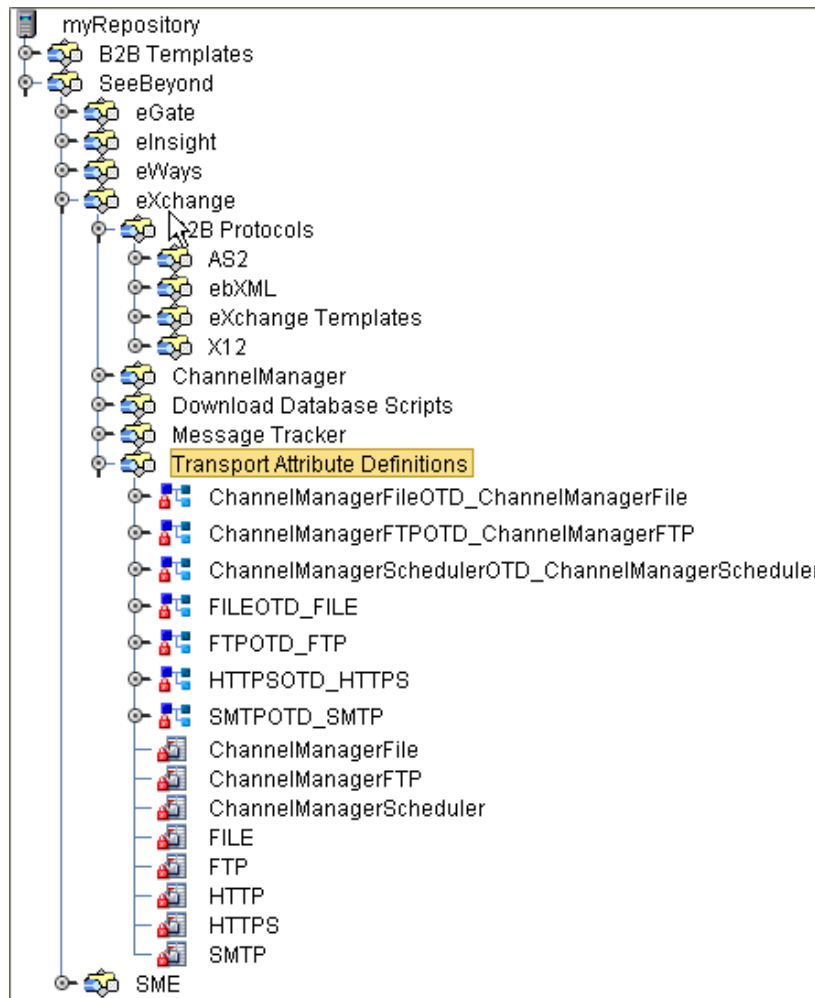 myRepository
B2B Templates
SeeBeyond
eGate
eInsight
eWays
eXchange
2B Protocols
AS2
ebXML
eXchange Templates
X12
ChannelManager
Download Database Scripts
Message Tracker
Transport Attribute Definitions
ChannelManagerFileOTD_ChannelManagerFile
ChannelManagerFTPOTD_ChannelManagerFTP
ChannelManagerSchedulerOTD_ChannelManagerScheduler
FILEOTD_FILE
FTPOTD_FTP
HTTPSOTD_HTTPS
SMTPOTD_SMTP
ChannelManagerFile
ChannelManagerFTP
ChannelManagerScheduler
FILE
FTP
HTTP
HTTPS
SMTP
SME